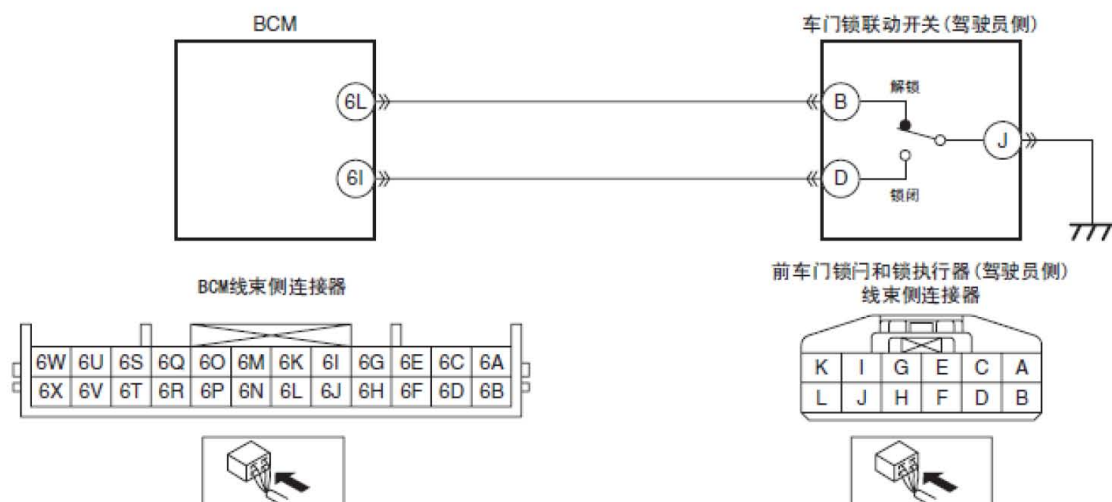 BCM
车门锁联动开关(驾驶员侧)
6L
B
解锁
J
6I
D
锁闭
BCM线束侧连接器
前车门锁闩和锁执行器(驾驶员侧)
线束侧连接器
6W 6U 6S 6Q 6O 6M 6K 6I 6G 6E 6C 6A
6X 6V 6T 6R 6P 6N 6L 6J 6H 6F 6D 6B
K I G E C A
L J H F D B